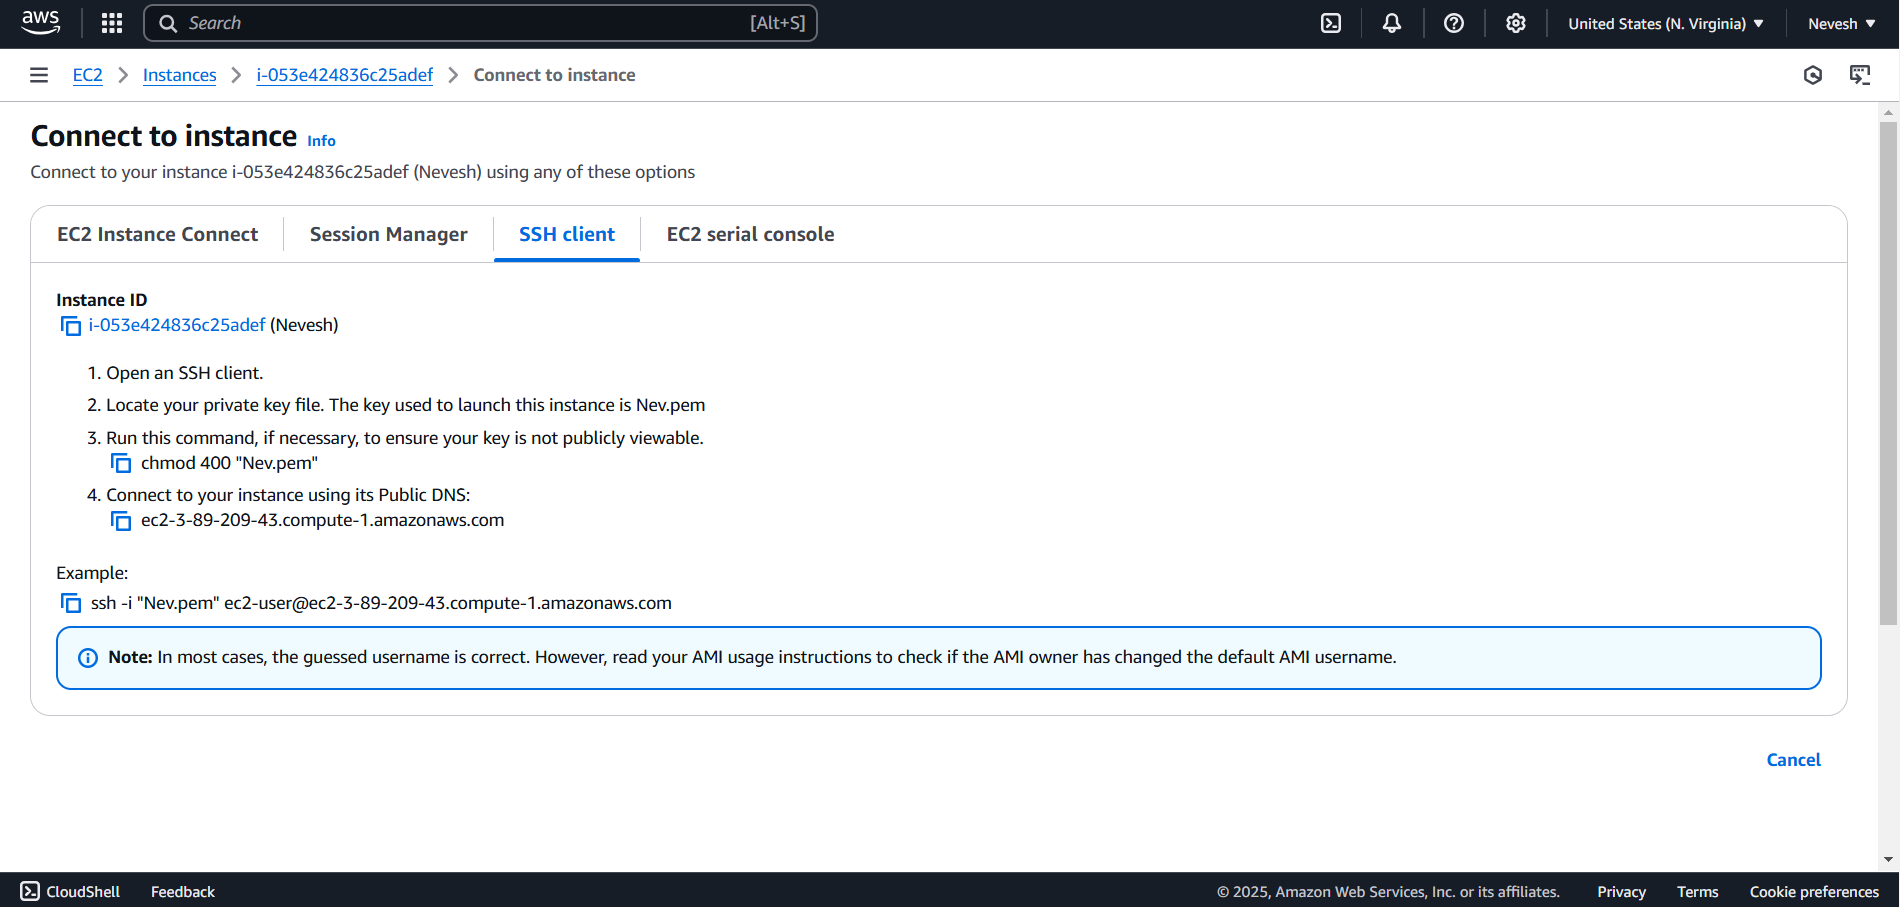 aws
Search [Alt+S]
United States (N. Virginia)
Nevesh
EC2 Instances i-053e424836c25adef Connect to instance
Connect to instance Info
Connect to your instance i-053e424836c25adef (Nevesh) using any of these options
EC2 Instance Connect
Session Manager
SSH client
EC2 serial console
Instance ID
i-053e424836c25adef (Nevesh)
1. Open an SSH client.
2. Locate your private key file. The key used to launch this instance is Nev.pem
3. Run this command, if necessary, to ensure your key is not publicly viewable.
chmod 400 "Nev.pem"
4. Connect to your instance using its Public DNS:
ec2-3-89-209-43.compute-1.amazonaws.com
Example:
ssh -i "Nev.pem" ec2-user@ec2-3-89-209-43.compute-1.amazonaws.com
Note: In most cases, the guessed username is correct. However, read your AMI usage instructions to check if the AMI owner has changed the default AMI username.
Cancel
CloudShell Feedback
© 2025, Amazon Web Services, Inc. or its affiliates. Privacy Terms Cookie preferences